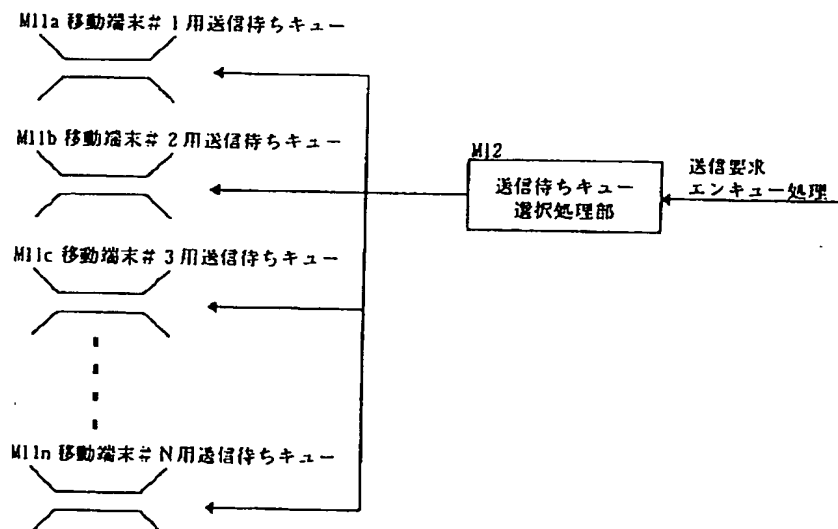 M11a 移動端末＃1用送信待ちキュー
M11b 移動端末＃2用送信待ちキュー
M12
送信待ちキュー
選択処理部
送信要求
エンキュー処理
M11c 移動端末＃3用送信待ちキュー
M11n 移動端末＃N用送信待ちキュー